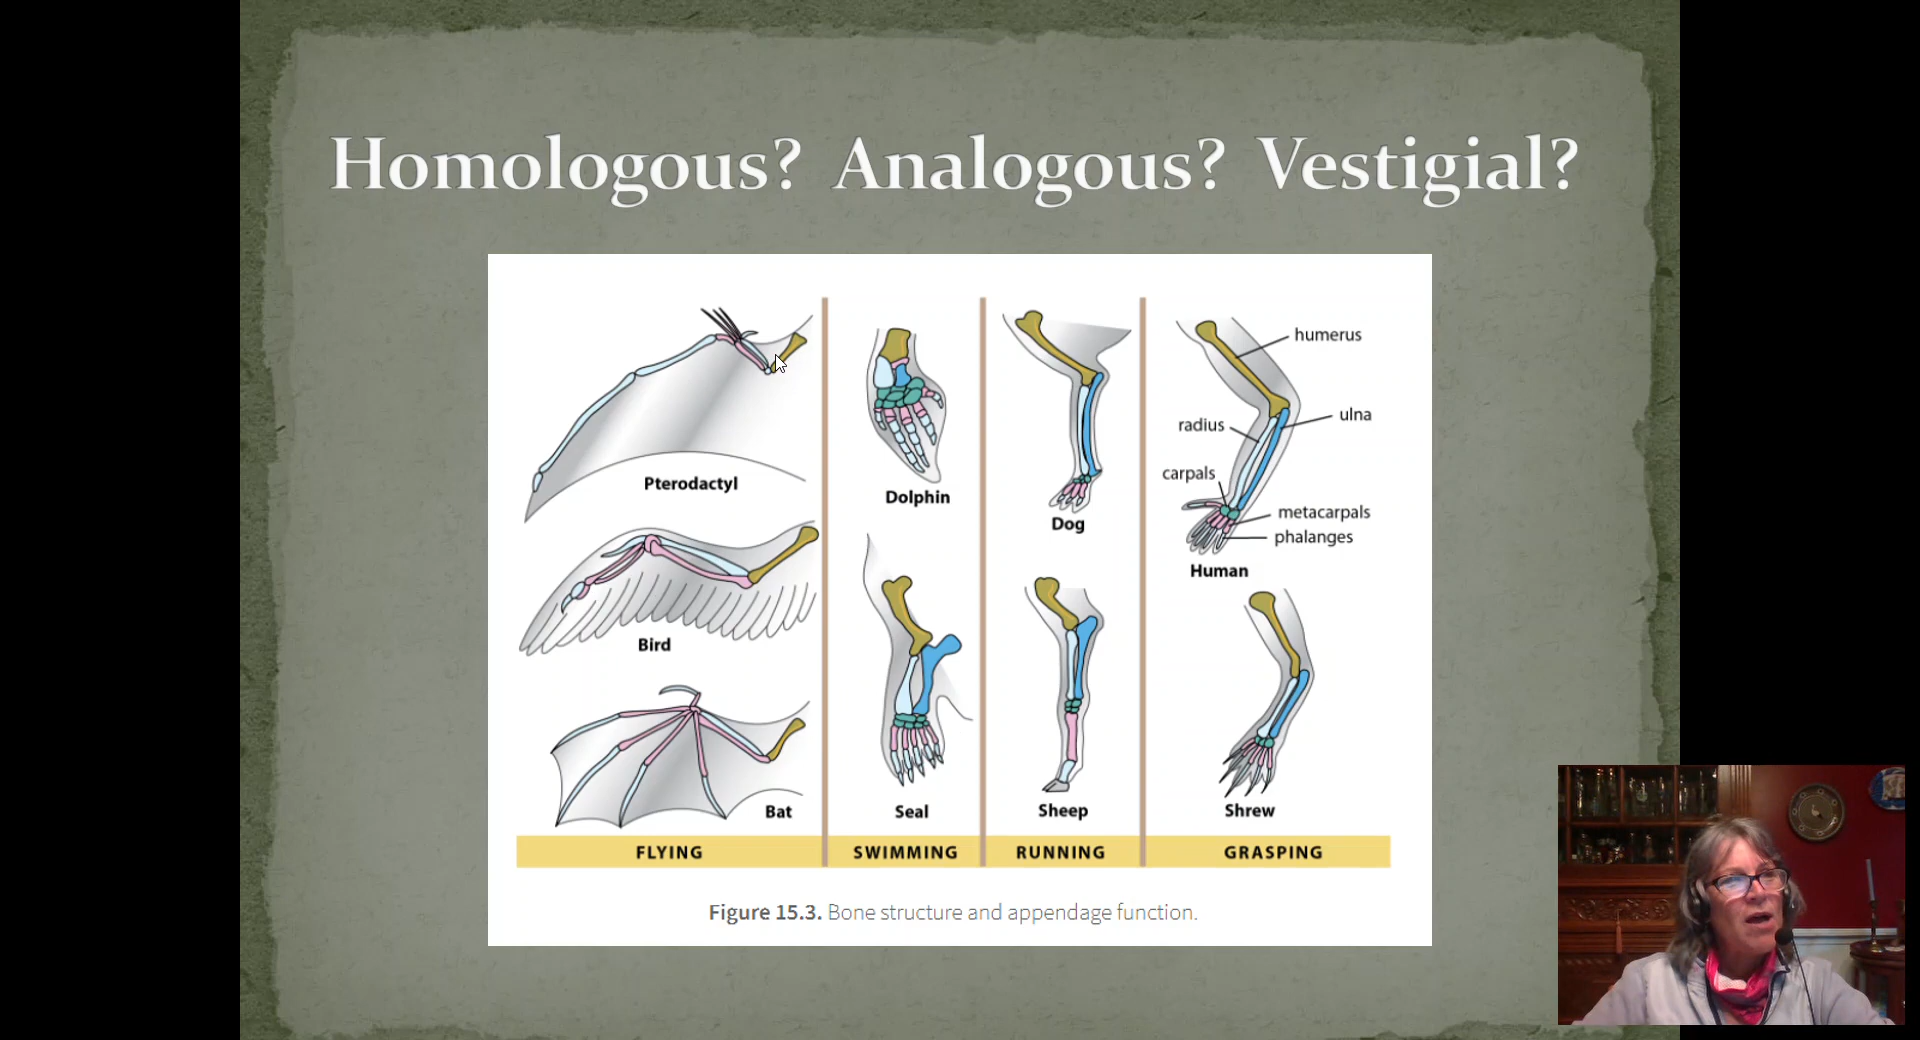 Homologous? Analogous? Vestigial?
Pterodactyl
Bird
Bat
FLYING
Dolphin
Seal
SWIMMING
Dog
Sheep
RUNNING
humerus
ulna
radius
carpals
metacarpals
phalanges
Human
Shrew
GRASPING
Figure 15.3. Bone structure and appendage function.